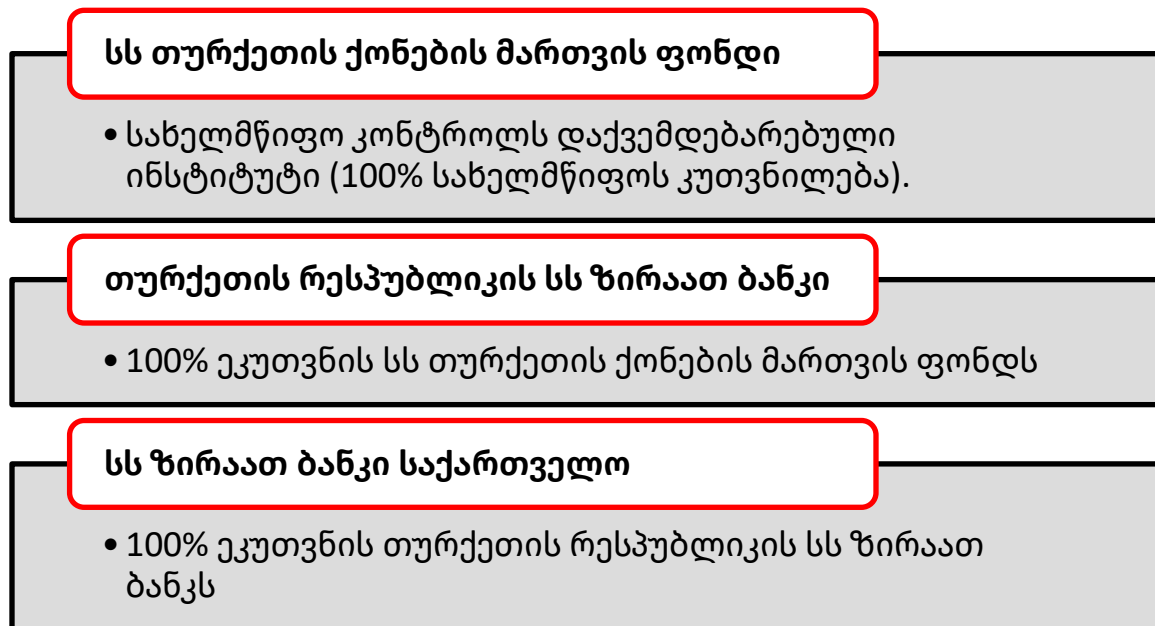 სს თურქეთის ქონების მართვის ფონდი
• სახელმწიფო კონტროლს დაქვემდებარებული
ინსტიტუტი (100% სახელმწიფოს კუთვნილება).
თურქეთის რესპუბლიკის სს ზირაათ ბანკი
• 100% ეკუთვნის სს თურქეთის ქონების მართვის ფონდს
სს ზირაათ ბანკი საქართველო
• 100% ეკუთვნის თურქეთის რესპუბლიკის სს ზირაათ
ბანკს